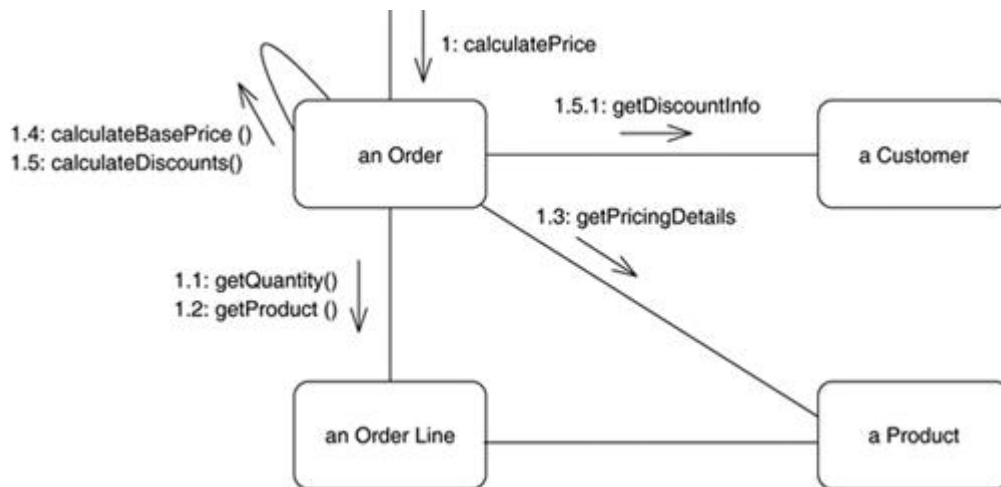 1: calculatePrice
1.5.1: getDiscountInfo
1.4: calculateBasePrice ()
1.5: calculateDiscounts()
an Order
a Customer
1.3: getPricingDetails
1.1: getQuantity()
1.2: getProduct ()
an Order Line
a Product